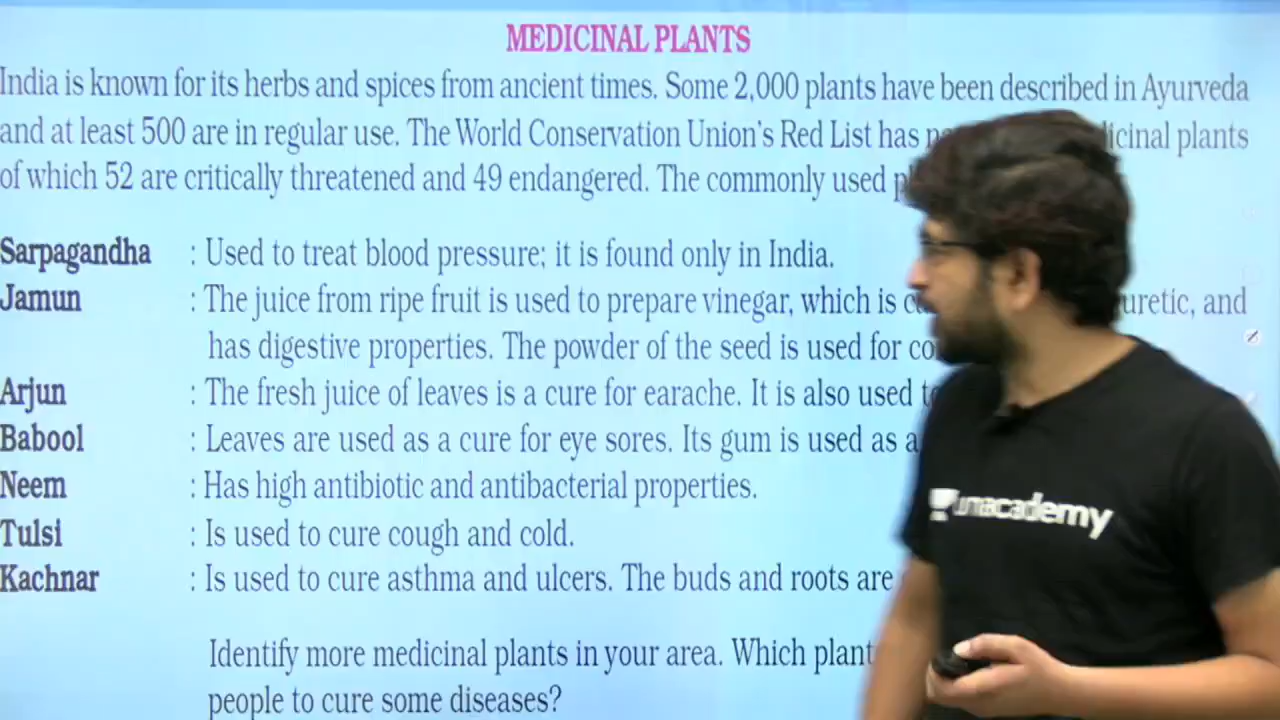 MEDICINAL PLANTS
India is known for its herbs and spices from ancient times. Some 2,000 plants have been described in Ayurveda
and at least 500 are in regular use. The World Conservation Union's Red List has plants
of which 52 are critically threatened and 49 endangered. The commonly used
Sarpagandha : Used to treat blood pressure; it is found only in India.
Jamun : The juice from ripe fruit is used to prepare vinegar, which is and
has digestive properties. The powder of the seed is used for
Arjun : The fresh juice of leaves is a cure for earache. It is also used
Babool : Leaves are used as a cure for eye sores. Its gum is used as a
Neem : Has high antibiotic and antibacterial properties.
Tulsi : Is used to cure cough and cold.
Kachnar : Is used to cure asthma and ulcers. The buds and roots are
Identify more medicinal plants in your area. Which
people to cure some diseases?
unacademy